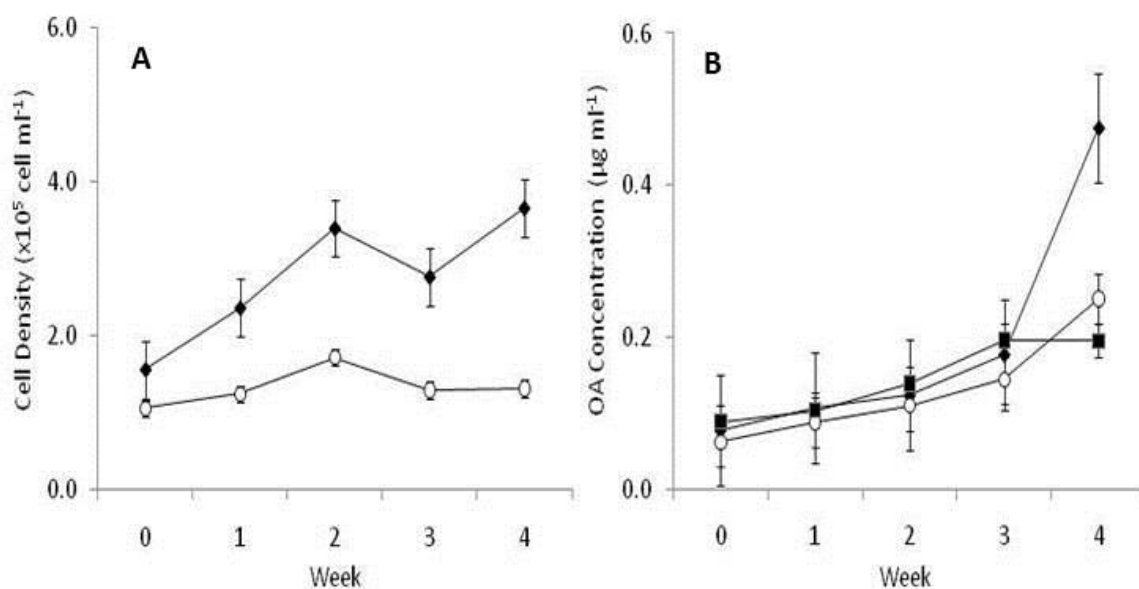 A
6.0
4.0
2.0
0.0
Cell Density (×10⁵ cell ml⁻¹)
0 1 2 3 4
Week
B
0.6
0.4
0.2
0.0
OA Concentration (µg ml⁻¹)
0 1 2 3 4
Week